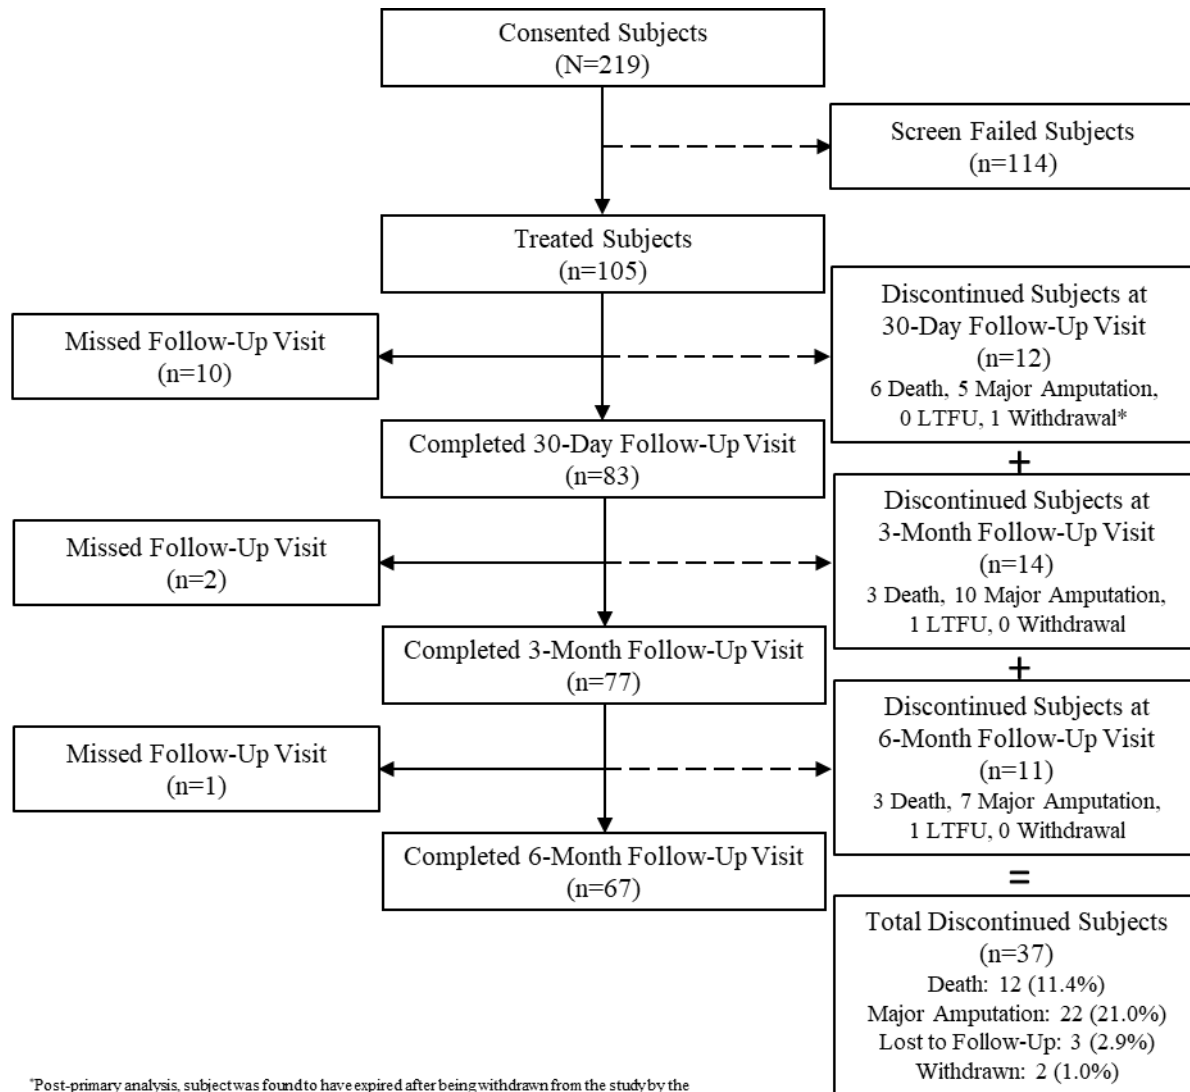 Consented Subjects
(N=219)
Screen Failed Subjects
(n=114)
Treated Subjects
(n=105)
Discontinued Subjects at
30-Day Follow-Up Visit
(n=12)
6 Death, 5 Major Amputation,
0 LTFU, 1 Withdrawal*
Missed Follow-Up Visit
(n=10)
Completed 30-Day Follow-Up Visit
(n=83)
+
Discontinued Subjects at
3-Month Follow-Up Visit
(n=14)
3 Death, 10 Major Amputation,
1 LTFU, 0 Withdrawal
Missed Follow-Up Visit
(n=2)
Completed 3-Month Follow-Up Visit
(n=77)
+
Discontinued Subjects at
6-Month Follow-Up Visit
(n=11)
3 Death, 7 Major Amputation,
1 LTFU, 0 Withdrawal
Missed Follow-Up Visit
(n=1)
Completed 6-Month Follow-Up Visit
(n=67)
=
Total Discontinued Subjects
(n=37)
Death: 12 (11.4%)
Major Amputation: 22 (21.0%)
Lost to Follow-Up: 3 (2.9%)
Withdrawn: 2 (1.0%)
*Post-primary analysis, subject was found to have expired after being withdrawn from the study by the